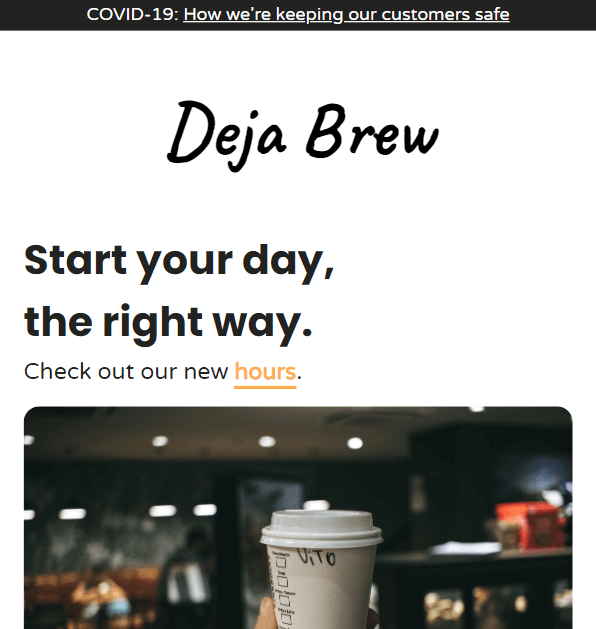 COVID-19: How we're keeping our customers safe
Deja Brew
Start your day,
the right way.
Check out our new hours.
Vito